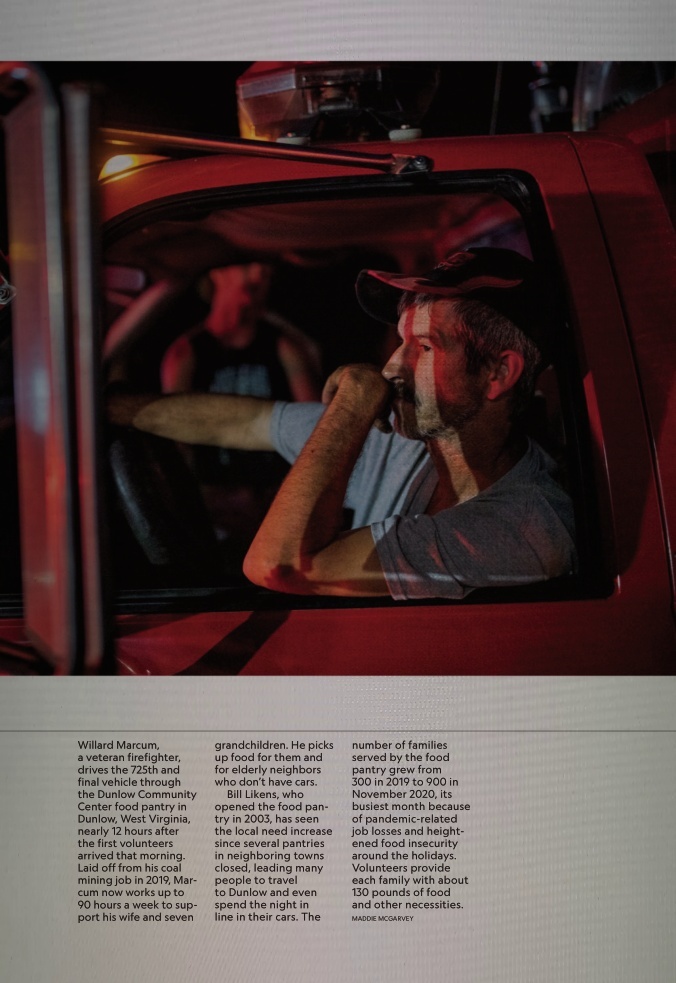 Willard Marcum,
a veteran firefighter,
drives the 725th and
final vehicle through
the Dunlow Community
Center food pantry in
Dunlow, West Virginia,
nearly 12 hours after
the first volunteers
arrived that morning.
Laid off from his coal
mining job in 2019, Mar-
cum now works up to
90 hours a week to sup-
port his wife and seven
grandchildren. He picks
up food for them and
for elderly neighbors
who don't have cars.
Bill Likens, who
opened the food pan-
try in 2003, has seen
the local need increase
since several pantries
in neighboring towns
closed, leading many
people to travel
to Dunlow and even
spend the night in
line in their cars. The
number of families
served by the food
pantry grew from
300 in 2019 to 900 in
November 2020, its
busiest month because
of pandemic-related
job losses and height-
ened food insecurity
around the holidays.
Volunteers provide
each family with about
130 pounds of food
and other necessities.
MADDIE MCGARVEY